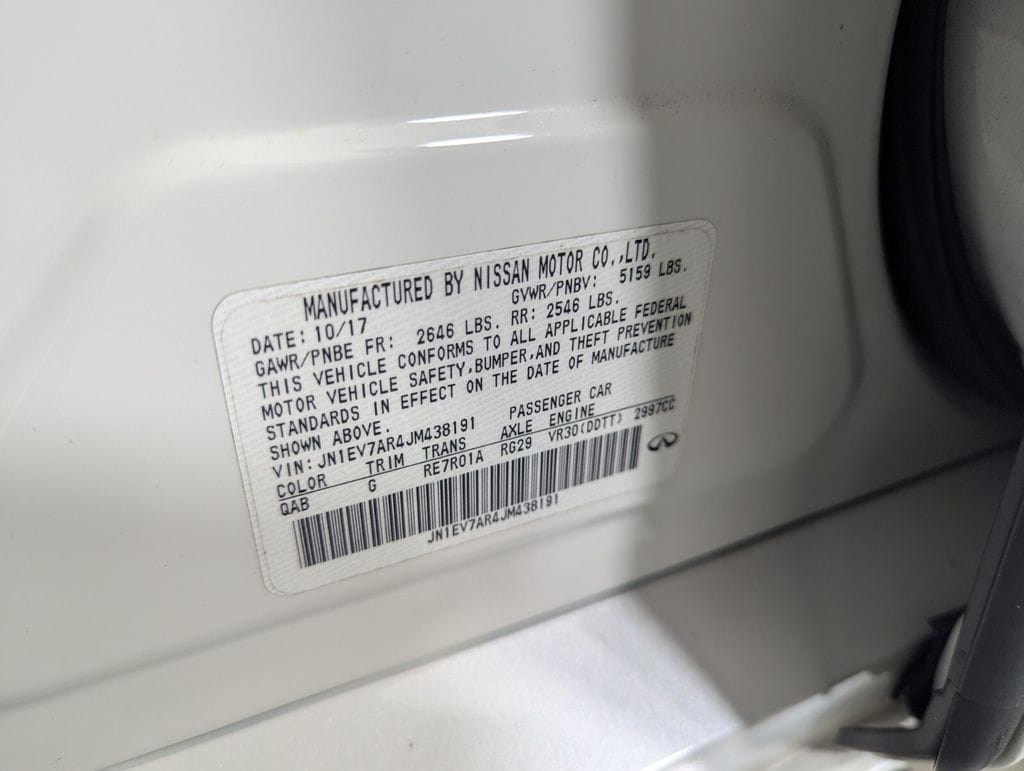 MANUFACTURED BY NISSAN MOTOR CO.,LTD.
DATE: 10/17 GVWR/PNBV: 5159 LBS.
GAWR/PNBE FR: 2646 LBS. RR: 2546 LBS.
THIS VEHICLE CONFORMS TO ALL APPLICABLE FEDERAL
MOTOR VEHICLE SAFETY,BUMPER,AND THEFT PREVENTION
STANDARDS IN EFFECT ON THE DATE OF MANUFACTURE
SHOWN ABOVE.
VIN: JN1EV7AR4JM438191 PASSENGER CAR
COLOR TRIM TRANS AXLE ENGINE
QAB G RE7R01A RG29 VR30(DDTT) 2997CC
JN1EV7AR4JM438191